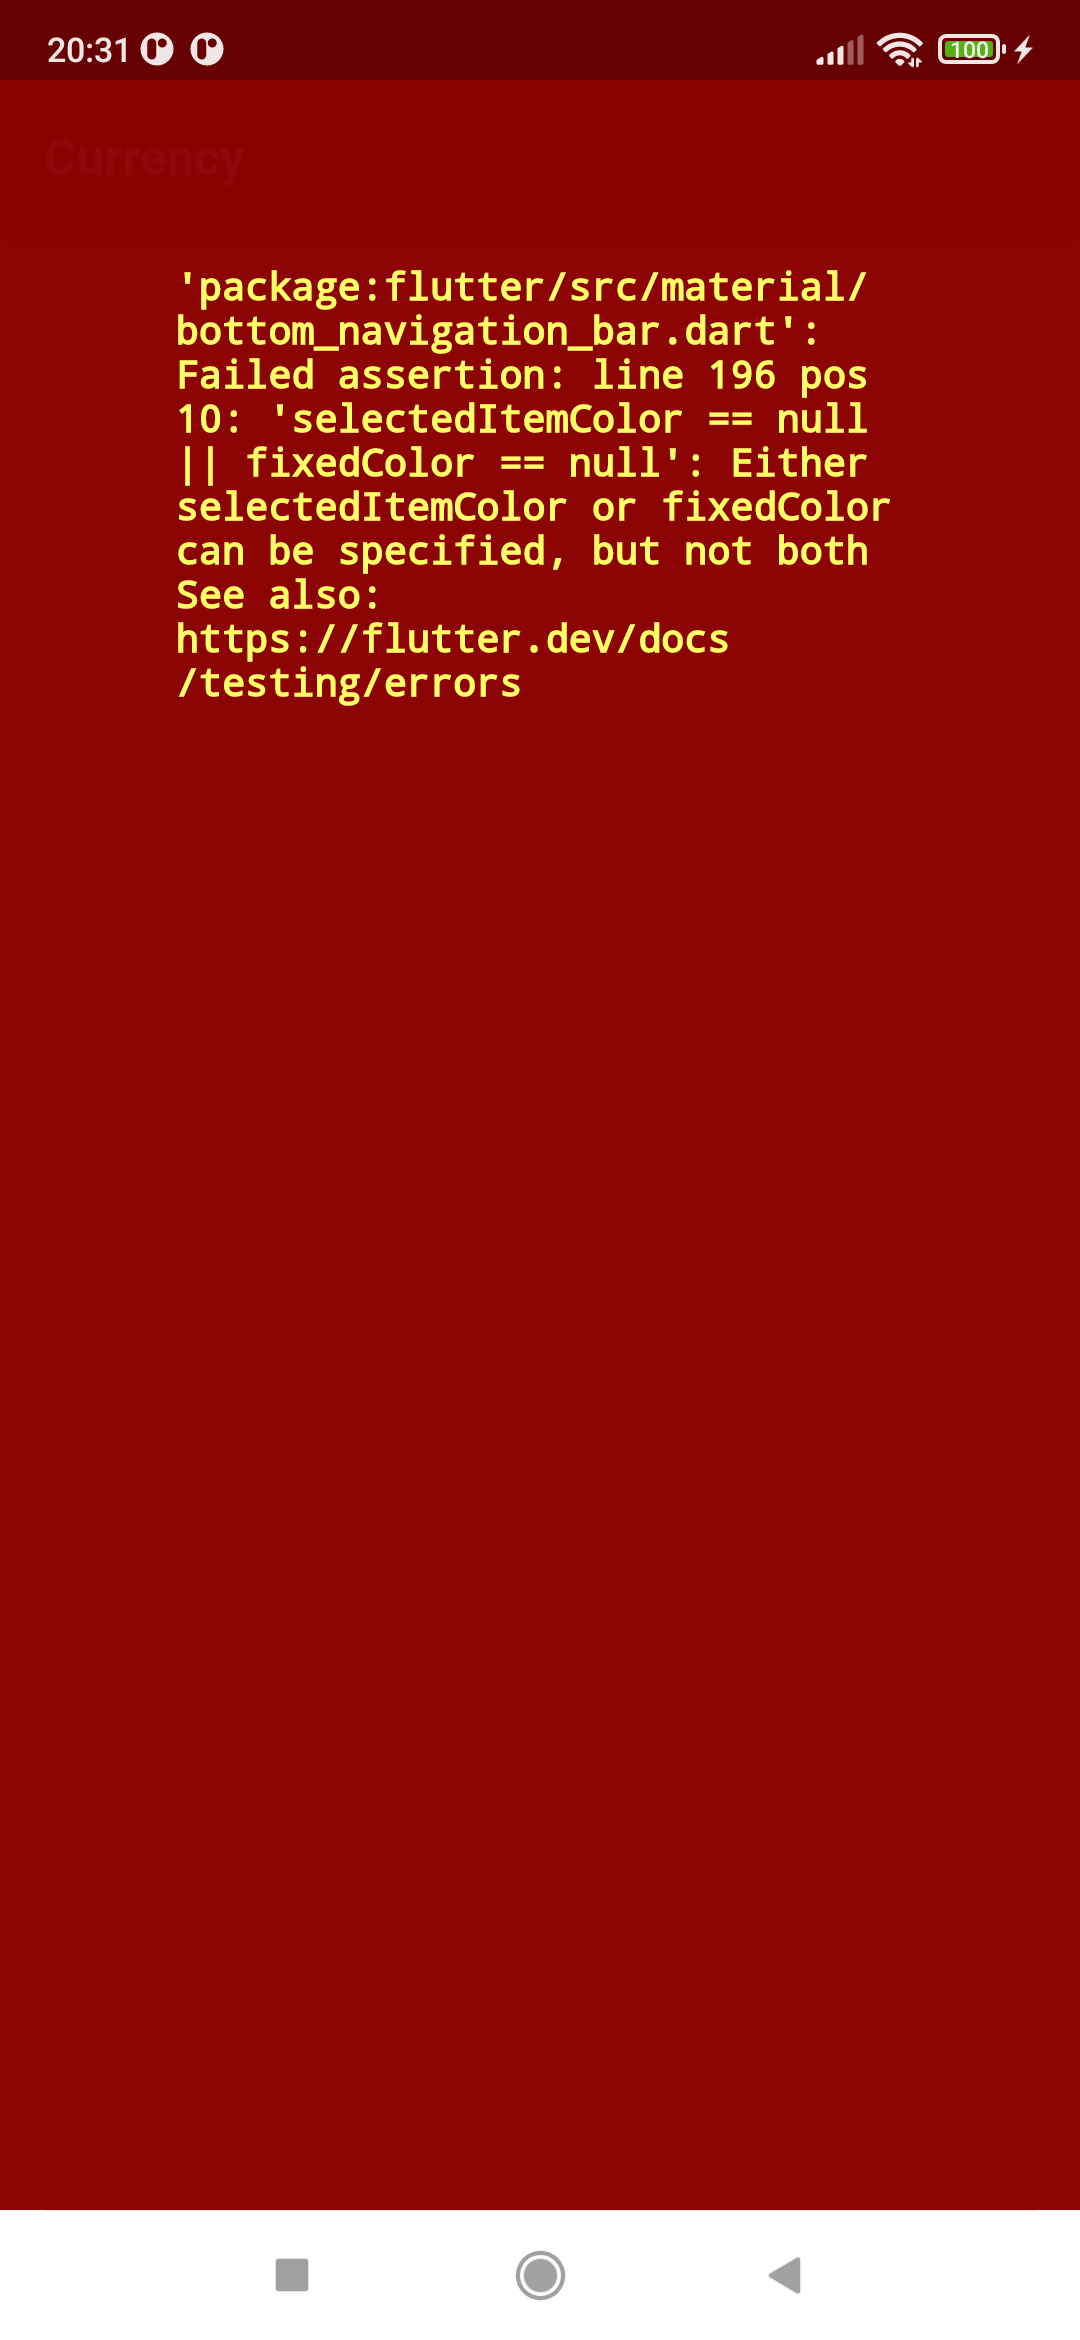 20:31
100
Currency
'package:flutter/src/material/
bottom_navigation_bar.dart':
Failed assertion: line 196 pos
10: 'selectedItemColor == null
|| fixedColor == null': Either
selectedItemColor or fixedColor
can be specified, but not both
See also:
https://flutter.dev/docs
/testing/errors